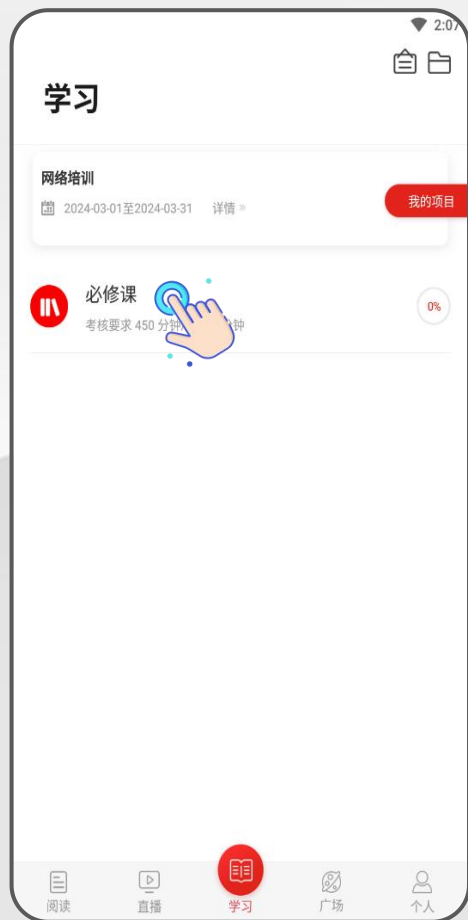 2:07
学习
网络培训
2024-03-01至2024-03-31 详情 »
我的项目
必修课
考核要求 450 分钟
0%
阅读
直播
学习
广场
个人